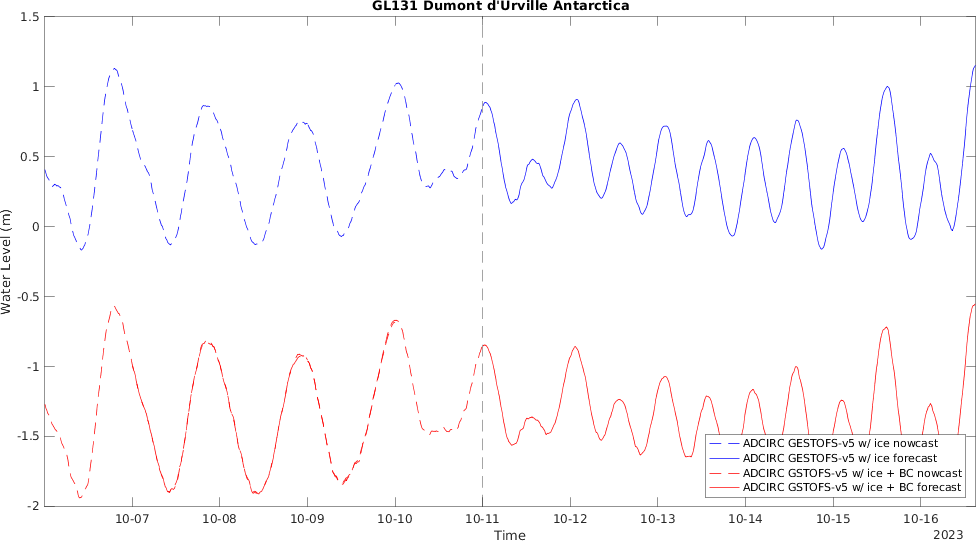 GL131 Dumont d'Urville Antarctica
1.5
1
0.5
0
-0.5
-1
-1.5
-2
Water Level (m)
ADCIRC GESTOFS-v5 w/ ice nowcast
ADCIRC GESTOFS-v5 w/ ice forecast
ADCIRC GSTOFS-v5 w/ ice + BC nowcast
ADCIRC GSTOFS-v5 w/ ice + BC forecast
10-07 10-08 10-09 10-10 10-11 10-12 10-13 10-14 10-15 10-16
Time
2023